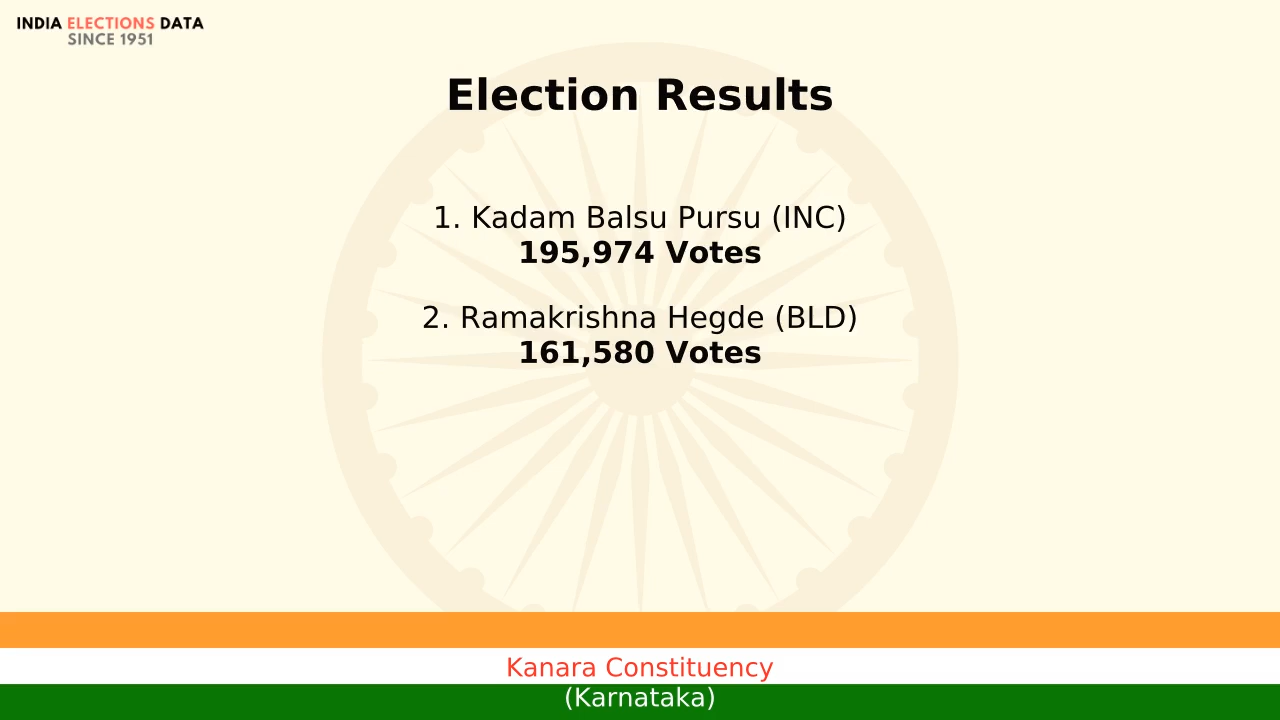 INDIA ELECTIONS DATA
SINCE 1951
Election Results
1. Kadam Balsu Pursu (INC)
195,974 Votes
2. Ramakrishna Hegde (BLD)
161,580 Votes
Kanara Constituency
(Karnataka)